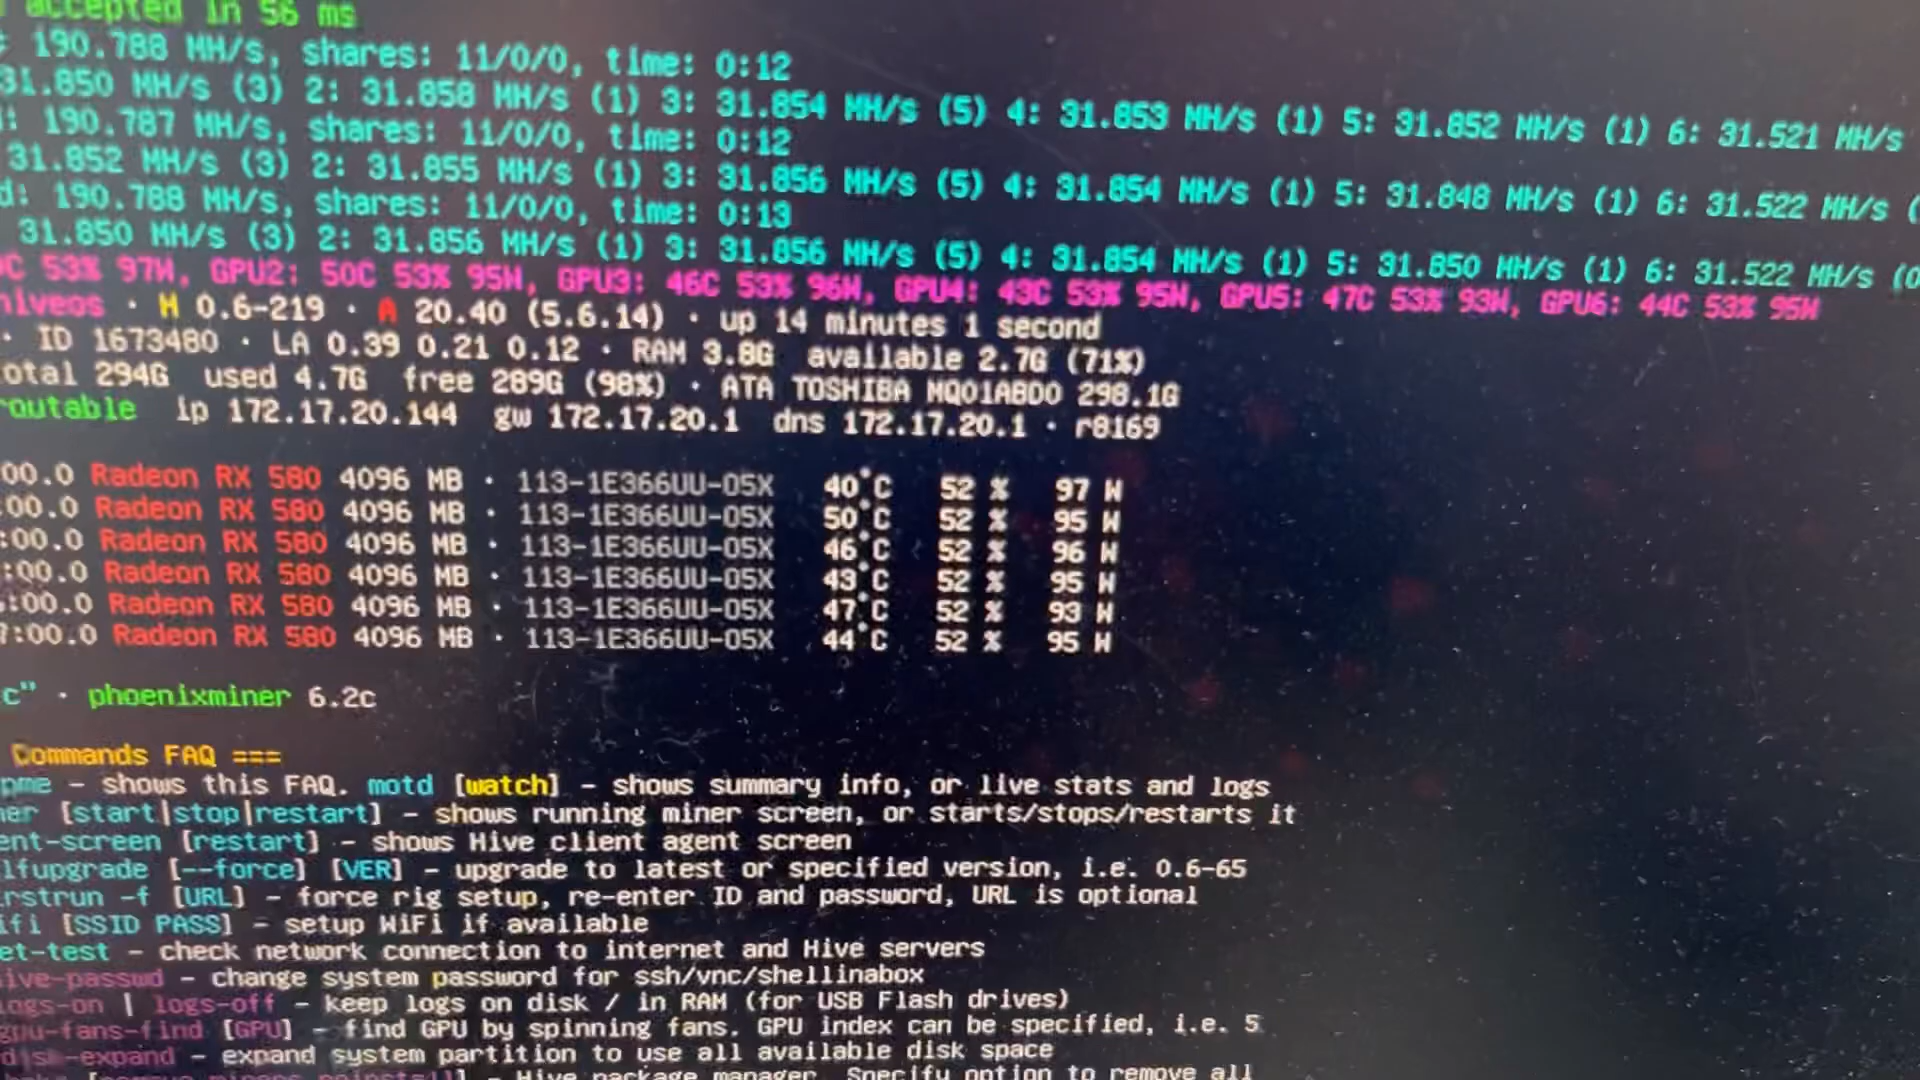 accepted in 56 ms
: 190.788 MH/s, shares: 11/0/0, time: 0:12
31.850 MH/s (3) 2: 31.858 MH/s (1) 3: 31.854 MH/s (5) 4: 31.853 MH/s (1) 5: 31.852 MH/s (1) 6: 31.521 MH/s
: 190.787 MH/s, shares: 11/0/0, time: 0:12
31.852 MH/s (3) 2: 31.855 MH/s (1) 3: 31.856 MH/s (5) 4: 31.854 MH/s (1) 5: 31.848 MH/s (1) 6: 31.522 MH/s (
d: 190.788 MH/s, shares: 11/0/0, time: 0:13
31.850 MH/s (3) 2: 31.856 MH/s (1) 3: 31.856 MH/s (5) 4: 31.854 MH/s (1) 5: 31.850 MH/s (1) 6: 31.522 MH/s (0
C 53% 97W, GPU2: 50C 53% 95W, GPU3: 46C 53% 96W, GPU4: 43C 53% 95W, GPU5: 47C 53% 93W, GPU6: 44C 53% 95W
hiveos · H 0.6-219 · A 20.40 (5.6.14) · up 14 minutes 1 second
· ID 1673480 · LA 0.39 0.21 0.12 · RAM 3.8G available 2.7G (71%)
otal 294G used 4.7G free 289G (98%) · ATA TOSHIBA MQ01ABD0 298.1G
routable ip 172.17.20.144 gw 172.17.20.1 dns 172.17.20.1 · r8169
00.0 Radeon RX 580 4096 MB · 113-1E366UU-O5X 40°C 52 % 97 W
:00.0 Radeon RX 580 4096 MB · 113-1E366UU-O5X 50°C 52 % 95 W
:00.0 Radeon RX 580 4096 MB · 113-1E366UU-O5X 46°C 52 % 96 W
:00.0 Radeon RX 580 4096 MB · 113-1E366UU-O5X 43°C 52 % 95 W
:00.0 Radeon RX 580 4096 MB · 113-1E366UU-O5X 47°C 52 % 93 W
7:00.0 Radeon RX 580 4096 MB · 113-1E366UU-O5X 44°C 52 % 95 W
c" · phoenixminer 6.2c
Commands FAQ ===
pme - shows this FAQ. motd [watch] - shows summary info, or live stats and logs
er [start|stop|restart] - shows running miner screen, or starts/stops/restarts it
ent-screen [restart] - shows Hive client agent screen
lfupgrade [--force] [VER] - upgrade to latest or specified version, i.e. 0.6-65
rstrun -f [URL] - force rig setup, re-enter ID and password, URL is optional
ifi [SSID PASS] - setup WiFi if available
et-test - check network connection to internet and Hive servers
ive-passwd - change system password for ssh/vnc/shellinabox
logs-on | logs-off - keep logs on disk / in RAM (for USB Flash drives)
gpu-fans-find [GPU] - find GPU by spinning fans. GPU index can be specified, i.e. 5
disk-expand - expand system partition to use all available disk space
- Hive package manager. Specify option to remove all